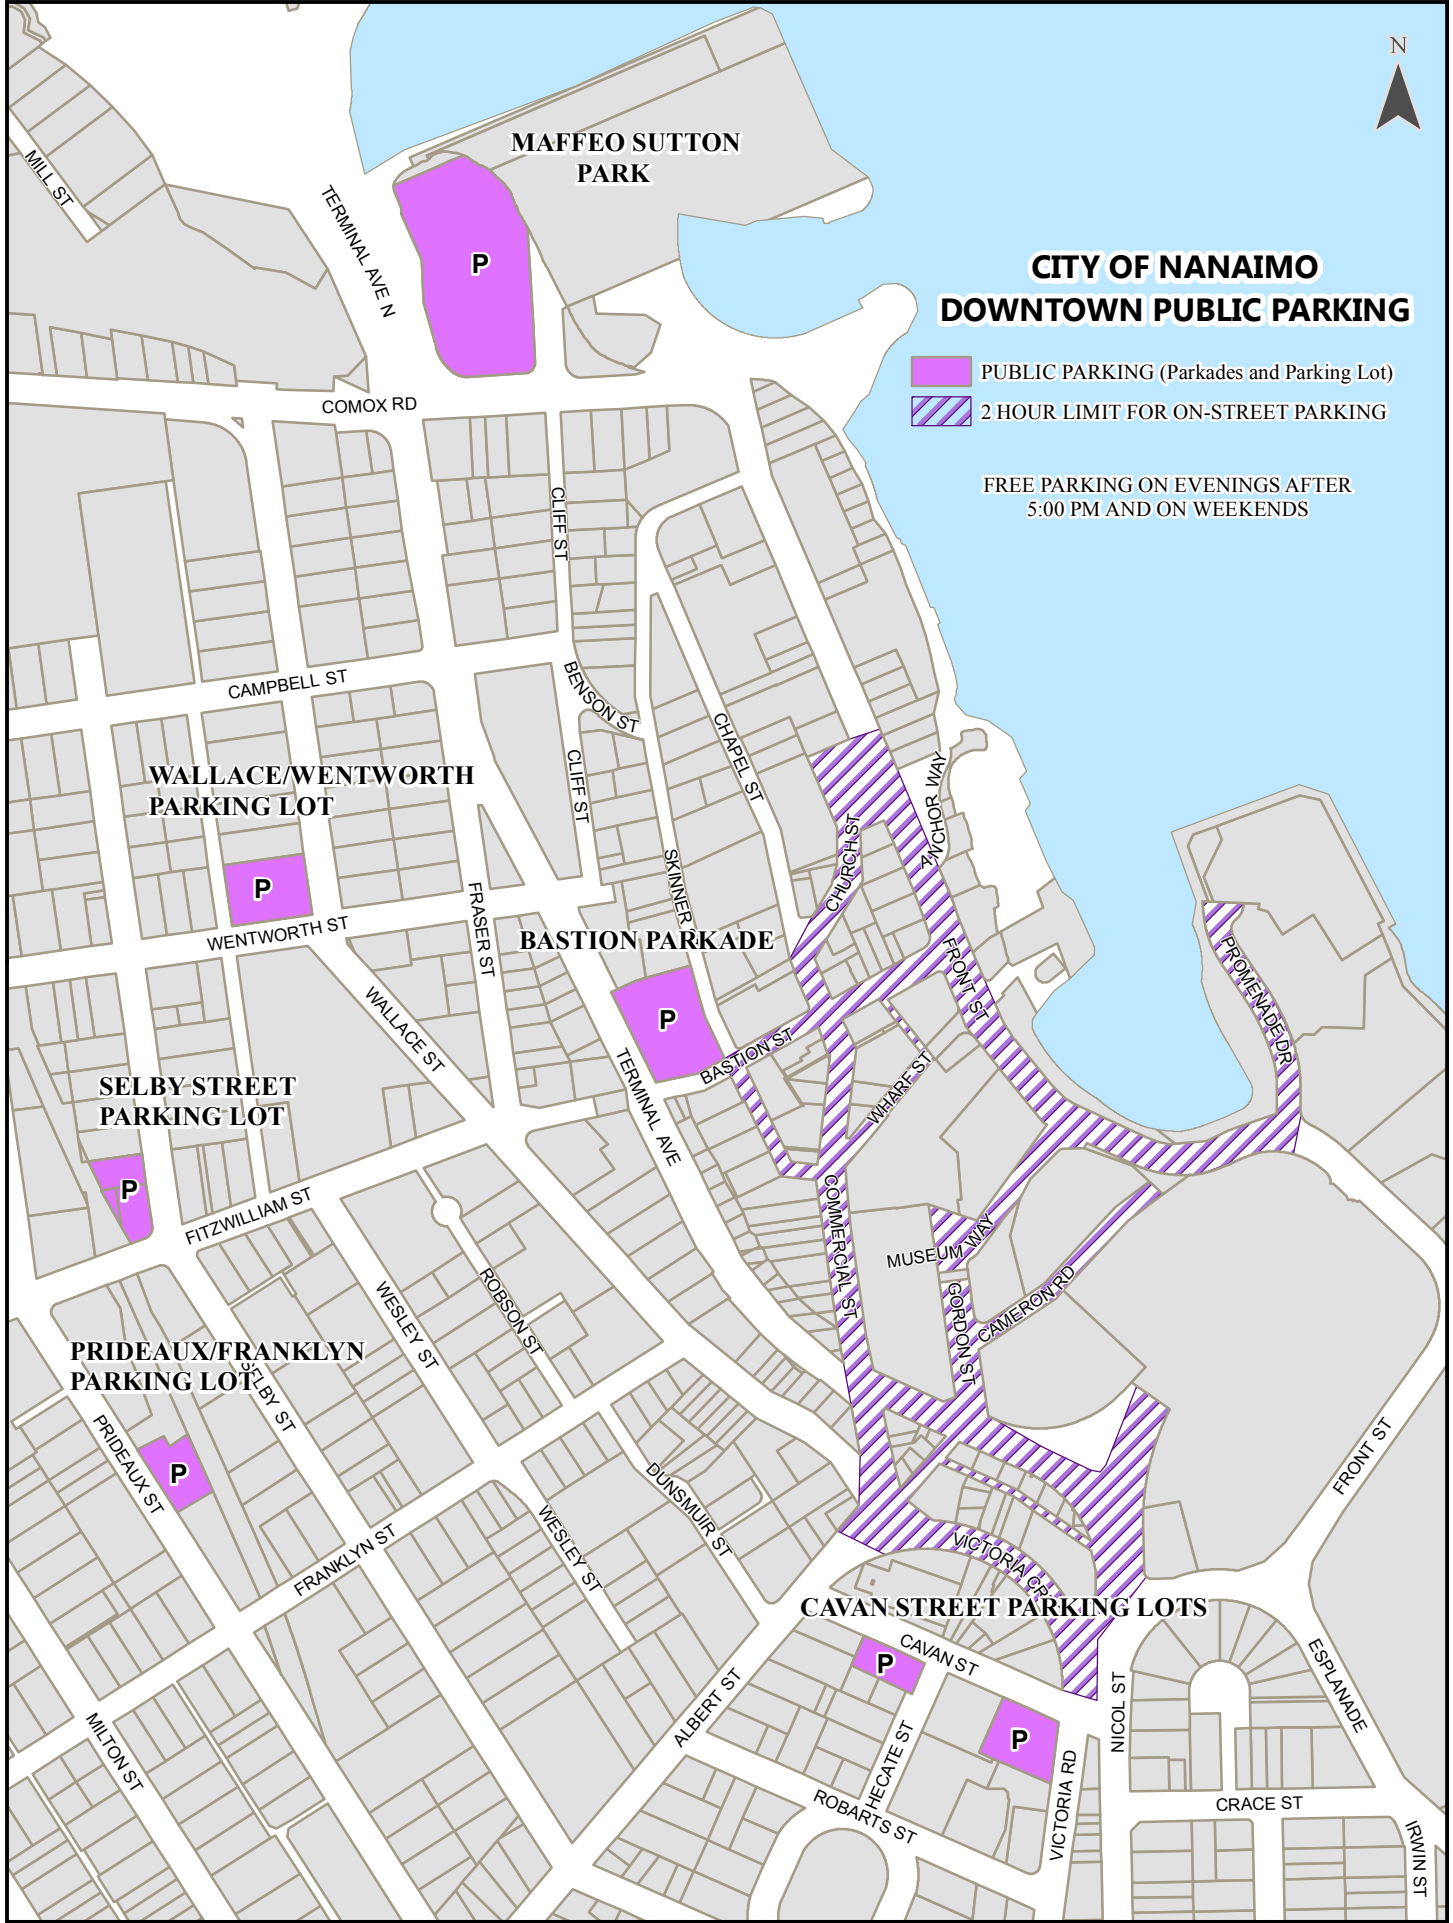 N
MAFFEO SUTTON
PARK
MILL ST
TERMINAL AVE N
P
CITY OF NANAIMO
DOWNTOWN PUBLIC PARKING
PUBLIC PARKING (Parkades and Parking Lot)
2 HOUR LIMIT FOR ON-STREET PARKING
FREE PARKING ON EVENINGS AFTER
5:00 PM AND ON WEEKENDS
COMOX RD
CLIFF ST
CAMPBELL ST
BENSON ST
CHAPEL ST
CLIFF ST
WALLACE/WENTWORTH
PARKING LOT
P
ANCHOR WAY
CHURCH ST
SKINNER
FRASER ST
WENTWORTH ST
BASTION PARKADE
P
FRONT ST
PROMENADE DR
WALLACE ST
BASTION ST
WHARF ST
TERMINAL AVE
SELBY STREET
PARKING LOT
P
FITZWILLIAM ST
COMMERCIAL ST
MUSEUM WAY
GORDON ST
CAMERON RD
WESLEY ST
ROBSON ST
PRIDEAUX/FRANKLYN
PARKING LOT
SELBY ST
PRIDEAUX ST
P
FRONT ST
DUNSMUIR ST
WESLEY ST
FRANKLYN ST
VICTORIA CR
CAVAN STREET PARKING LOTS
CAVAN ST
P
P
ALBERT ST
HECATE ST
NICOL ST
ESPLANADE
MILTON ST
VICTORIA RD
ROBARTS ST
CRACE ST
IRWIN ST